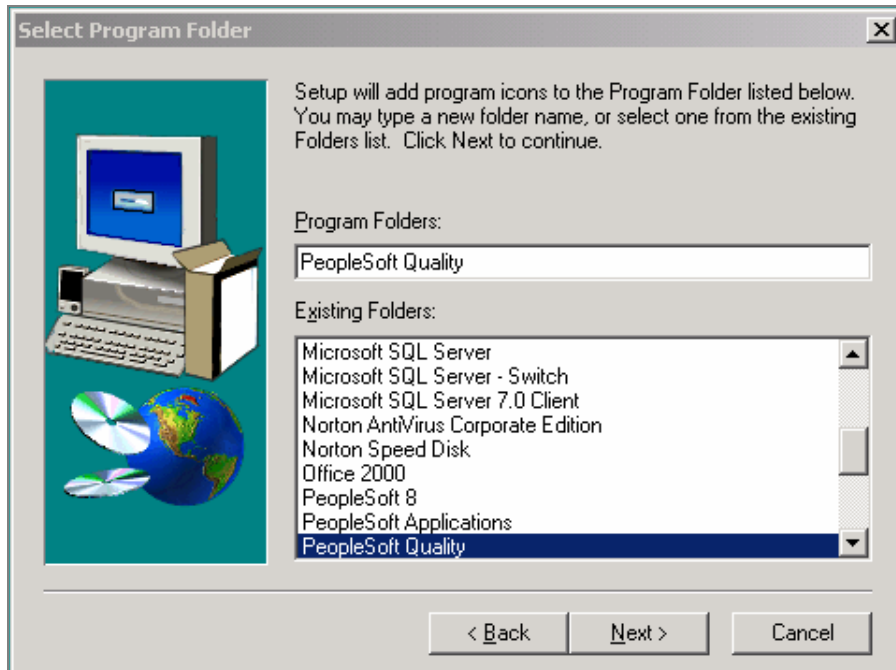 Select Program Folder
Setup will add program icons to the Program Folder listed below.
You may type a new folder name, or select one from the existing
Folders list. Click Next to continue.
Program Folders:
PeopleSoft Quality
Existing Folders:
Microsoft SQL Server
Microsoft SQL Server - Switch
Microsoft SQL Server 7.0 Client
Norton AntiVirus Corporate Edition
Norton Speed Disk
Office 2000
PeopleSoft 8
PeopleSoft Applications
PeopleSoft Quality
< Back Next > Cancel